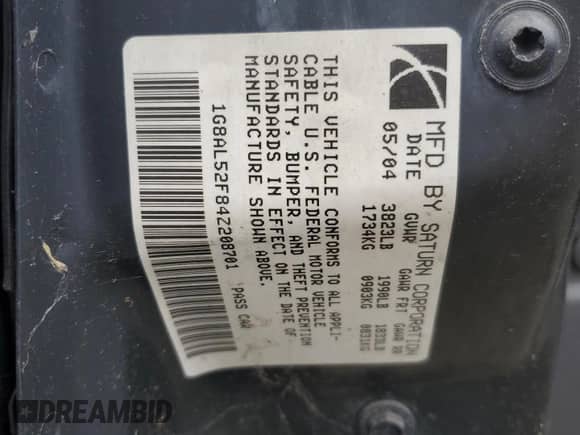 MFD BY SATURN CORPORATION
DATE GVWR GAWR FRT GAWR RR
05/04 3823LB 1990LB 1833LB
1734KG 0903KG 0831KG
THIS VEHICLE CONFORMS TO ALL APPLI-
CABLE U.S. FEDERAL MOTOR VEHICLE
SAFETY, BUMPER, AND THEFT PREVENTION
STANDARDS IN EFFECT ON THE DATE OF
MANUFACTURE SHOWN ABOVE.
1G8AL52F84Z208701 PASS CAR
DREAMBID